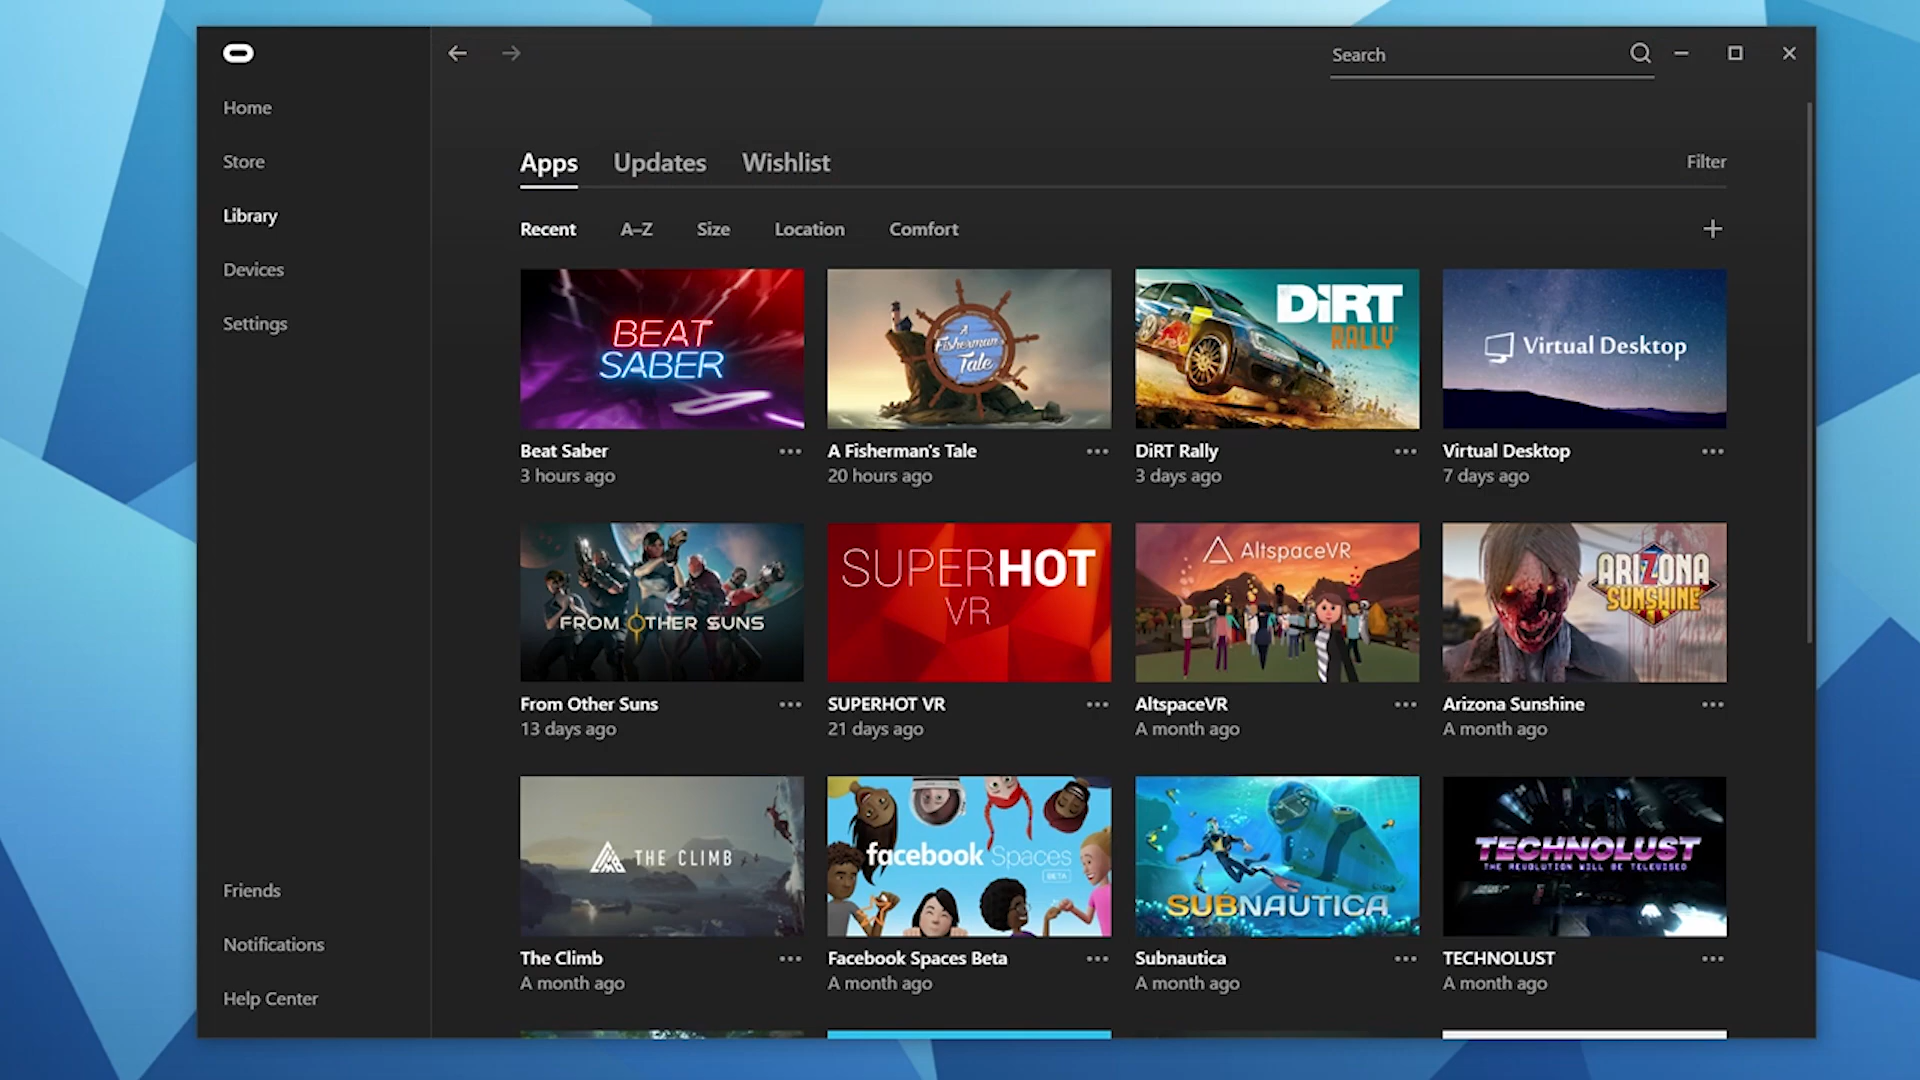 Search
Home
Store
Library
Devices
Settings
Friends
Notifications
Help Center
Apps Updates Wishlist Filter
Recent A–Z Size Location Comfort
BEAT
SABER
A
Fisherman's
Tale
DiRT
RALLY
Virtual Desktop
Beat Saber
3 hours ago
A Fisherman's Tale
20 hours ago
DiRT Rally
3 days ago
Virtual Desktop
7 days ago
FROM OTHER SUNS
SUPERHOT
VR
AltspaceVR
ARIZONA
SUNSHINE
From Other Suns
13 days ago
SUPERHOT VR
21 days ago
AltspaceVR
A month ago
Arizona Sunshine
A month ago
THE CLIMB
facebook Spaces
BETA
SUBNAUTICA
TECHNOLUST
THE REVOLUTION WILL BE TELEVISED
The Climb
A month ago
Facebook Spaces Beta
A month ago
Subnautica
A month ago
TECHNOLUST
A month ago